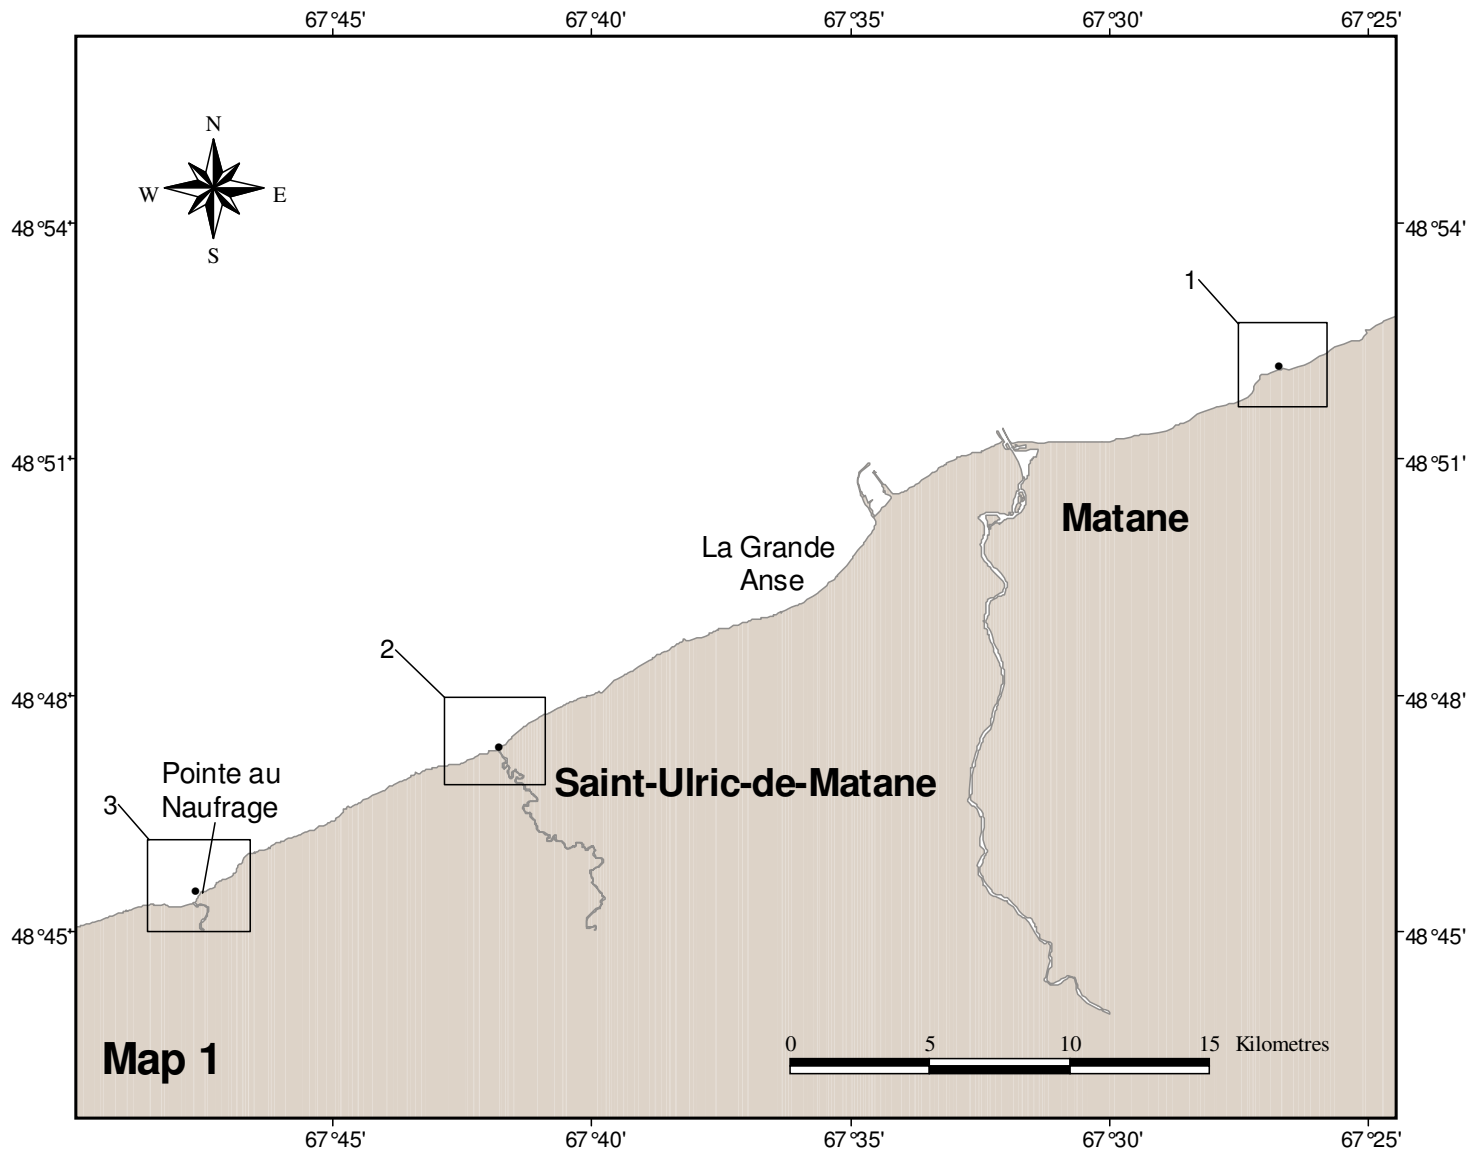 67°45' 67°40' 67°35' 67°30' 67°25'
N
W E
S
48°54' 48°54'
1
48°51' 48°51'
Matane
La Grande
Anse
2
48°48' 48°48'
Saint-Ulric-de-Matane
Pointe au
Naufrage
3
48°45' 48°45'
0 5 10 15 Kilometres
Map 1
67°45' 67°40' 67°35' 67°30' 67°25'